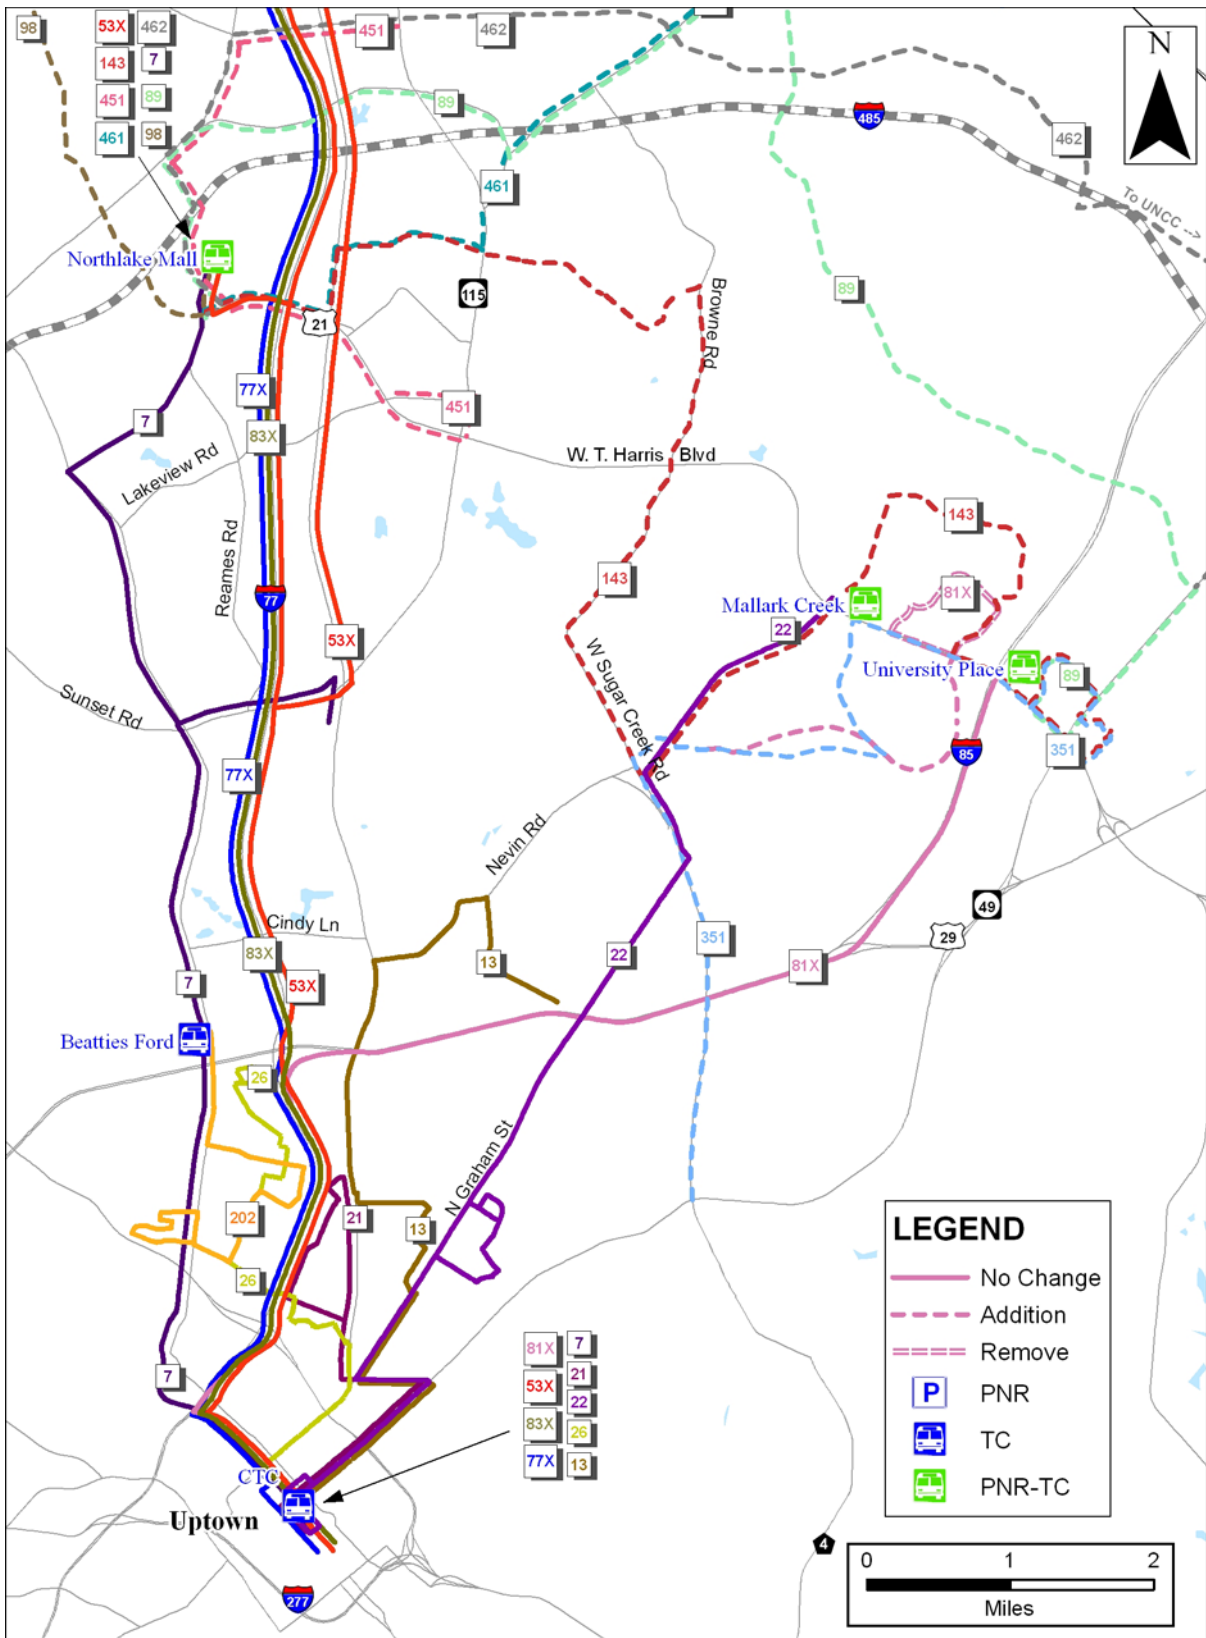 98
53X 462
143 7
451 89
461 98
451
462
N
89
485
462
461
To UNCC -->
Northlake Mall
115
21
89
Browne Rd
77X
451
7
83X
W. T. Harris Blvd
Lakeview Rd
143
Reames Rd
77
143
81X
Mallark Creek
22
53X
W Sugar Creek Rd
University Place
89
Sunset Rd
85
351
77X
Nevin Rd
49
Cindy Ln
351
29
83X
22
13
81X
7
53X
Beatties Ford
26
N Graham St
202
21
13
LEGEND
26
No Change
Addition
81X 7
Remove
7
53X 21
22
P PNR
83X 26
TC
77X 13
CTC
PNR-TC
Uptown
4
0 1 2
Miles
277